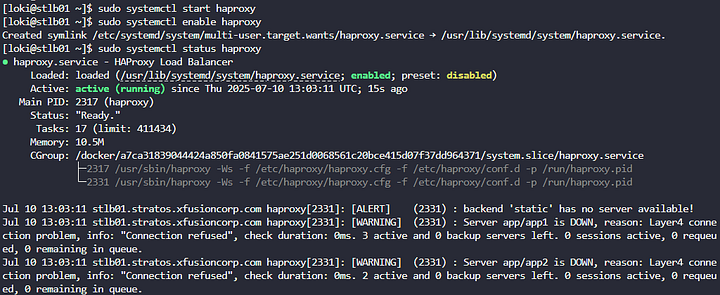 [loki@stlb01 ~]$ sudo systemctl start haproxy
[loki@stlb01 ~]$ sudo systemctl enable haproxy
Created symlink /etc/systemd/system/multi-user.target.wants/haproxy.service → /usr/lib/systemd/system/haproxy.service.
[loki@stlb01 ~]$ sudo systemctl status haproxy
● haproxy.service - HAProxy Load Balancer
Loaded: loaded (/usr/lib/systemd/system/haproxy.service; enabled; preset: disabled)
Active: active (running) since Thu 2025-07-10 13:03:11 UTC; 15s ago
Main PID: 2317 (haproxy)
Status: "Ready."
Tasks: 17 (limit: 411434)
Memory: 10.5M
CGroup: /docker/a7ca31839044424a850fa0841575ae251d0068561c20bce415d07f37dd964371/system.slice/haproxy.service
├─2317 /usr/sbin/haproxy -Ws -f /etc/haproxy/haproxy.cfg -f /etc/haproxy/conf.d -p /run/haproxy.pid
└─2331 /usr/sbin/haproxy -Ws -f /etc/haproxy/haproxy.cfg -f /etc/haproxy/conf.d -p /run/haproxy.pid
Jul 10 13:03:11 stlb01.stratos.xfusioncorp.com haproxy[2331]: [ALERT] (2331) : backend 'static' has no server available!
Jul 10 13:03:11 stlb01.stratos.xfusioncorp.com haproxy[2331]: [WARNING] (2331) : Server app/app1 is DOWN, reason: Layer4 conne
ction problem, info: "Connection refused", check duration: 0ms. 3 active and 0 backup servers left. 0 sessions active, 0 requeu
ed, 0 remaining in queue.
Jul 10 13:03:11 stlb01.stratos.xfusioncorp.com haproxy[2331]: [WARNING] (2331) : Server app/app2 is DOWN, reason: Layer4 conne
ction problem, info: "Connection refused", check duration: 0ms. 2 active and 0 backup servers left. 0 sessions active, 0 requeu
ed, 0 remaining in queue.